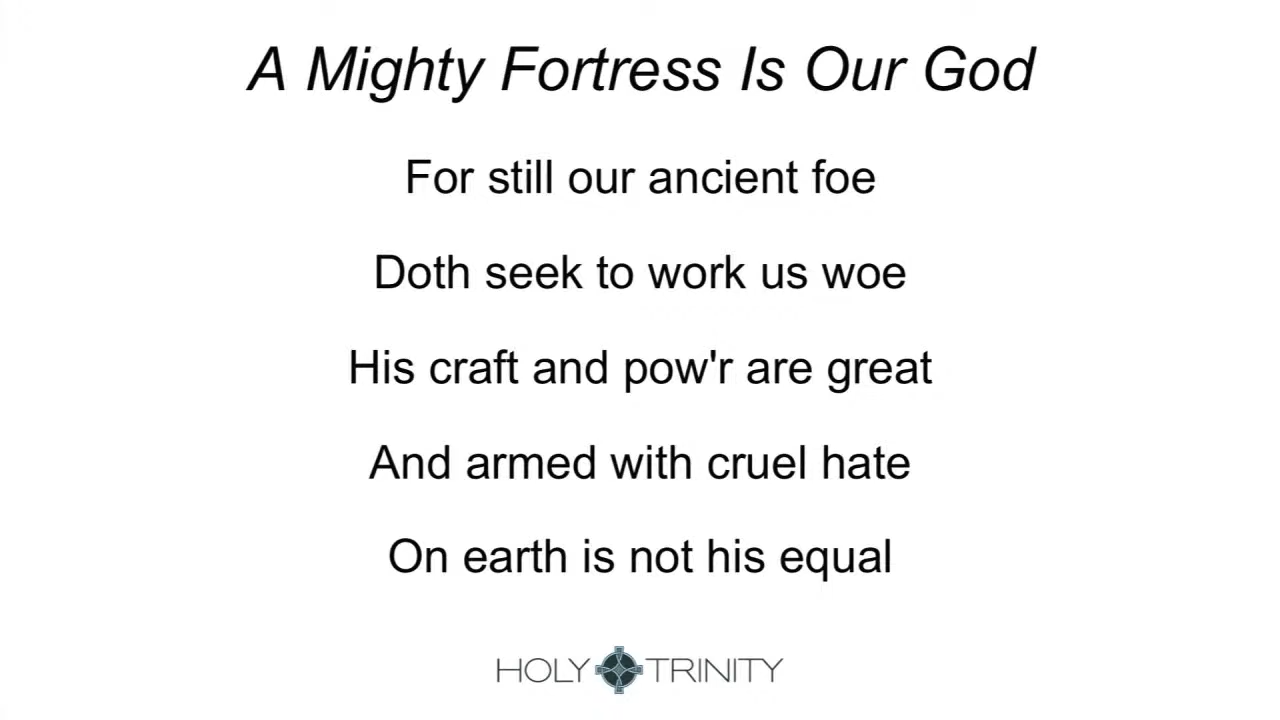 A Mighty Fortress Is Our God
For still our ancient foe
Doth seek to work us woe
His craft and pow'r are great
And armed with cruel hate
On earth is not his equal
HOLY TRINITY